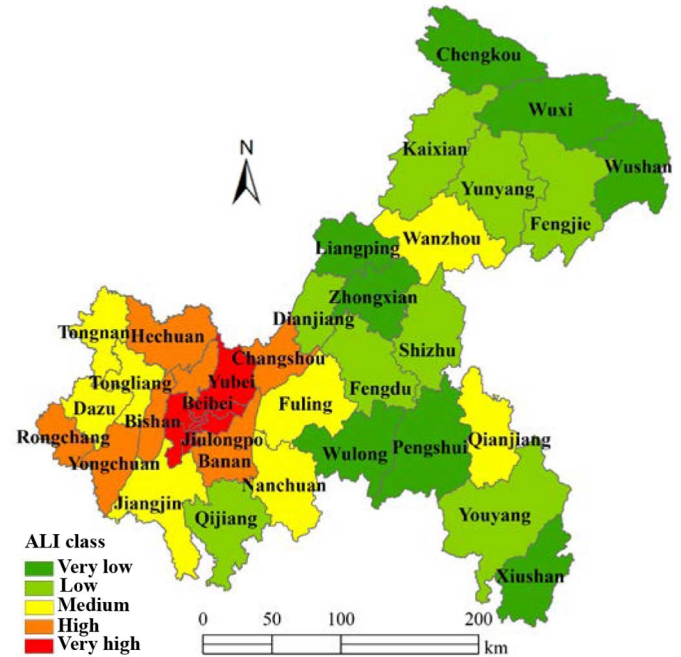 Chengkou
Wuxi
Kaixian
Wushan
N
Yunyang
Fengjie
Wanzhou
Liangping
Zhongxian
Dianjiang
Tongnan
Hechuan
Changshou
Shizhu
Tongliang
Yubei
Fengdu
Dazu
Beibei
Fuling
Bishan
Rongchang
Jiulongpo
Qianjiang
Wulong
Pengshui
Yongchuan
Banan
Nanchuan
Jiangjin
Qijiang
Youyang
Xiushan
ALI class
Very low
Low
Medium
High
Very high
0 50 100 200
km